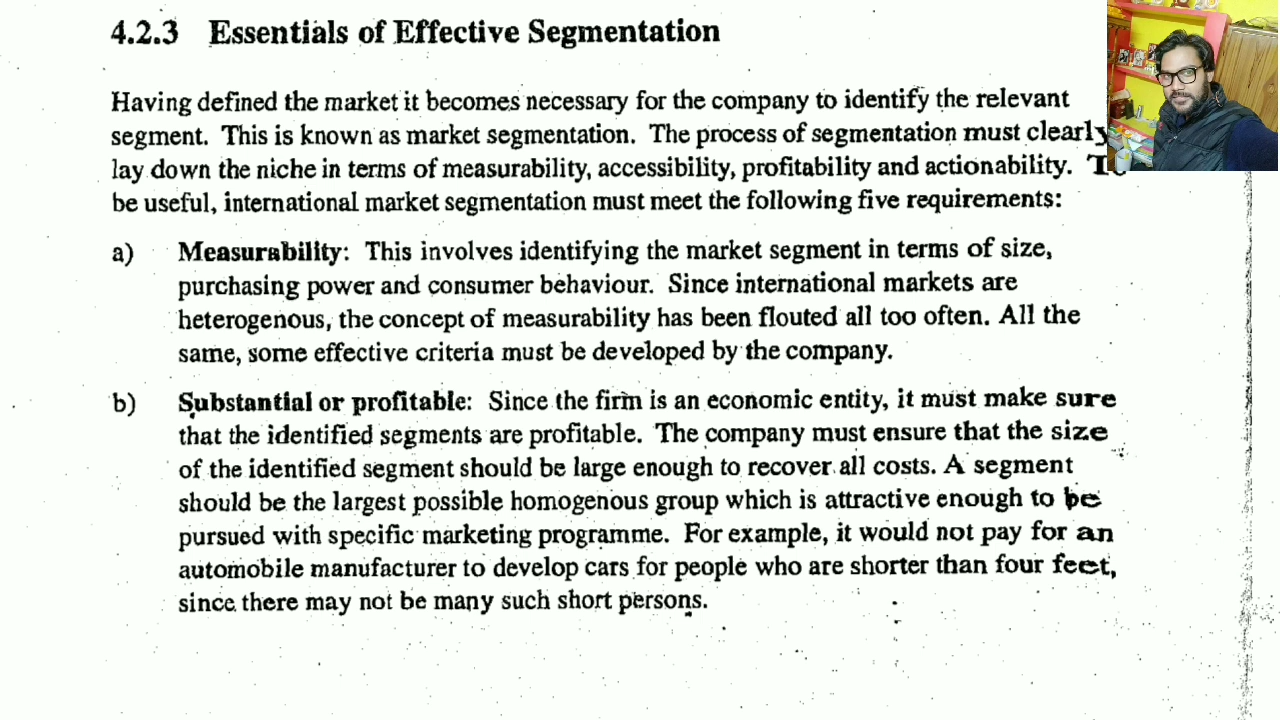 4.2.3 Essentials of Effective Segmentation
Having defined the market it becomes necessary for the company to identify the relevant
segment. This is known as market segmentation. The process of segmentation must clearly
lay down the niche in terms of measurability, accessibility, profitability and actionability. To
be useful, international market segmentation must meet the following five requirements:
a) Measurability: This involves identifying the market segment in terms of size,
purchasing power and consumer behaviour. Since international markets are
heterogenous, the concept of measurability has been flouted all too often. All the
same, some effective criteria must be developed by the company.
b) Substantial or profitable: Since the firm is an economic entity, it must make sure
that the identified segments are profitable. The company must ensure that the size
of the identified segment should be large enough to recover all costs. A segment
should be the largest possible homogenous group which is attractive enough to be
pursued with specific marketing programme. For example, it would not pay for an
automobile manufacturer to develop cars for people who are shorter than four feet,
since there may not be many such short persons.